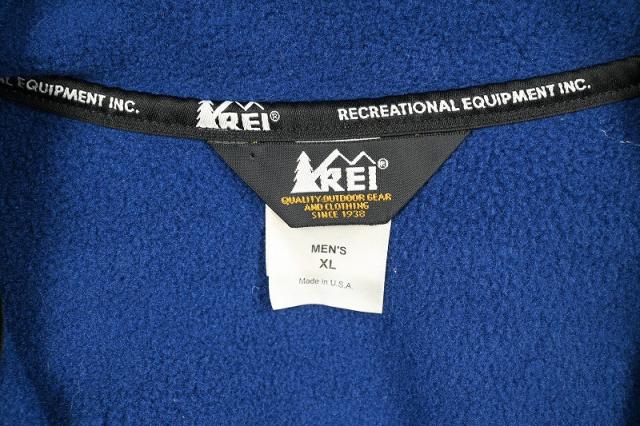 AL EQUIPMENT INC.
REI®
RECREATIONAL EQUIPMENT INC.
REI®
QUALITY OUTDOOR GEAR
AND CLOTHING
SINCE 1938
MEN'S
XL
Made in U.S.A.